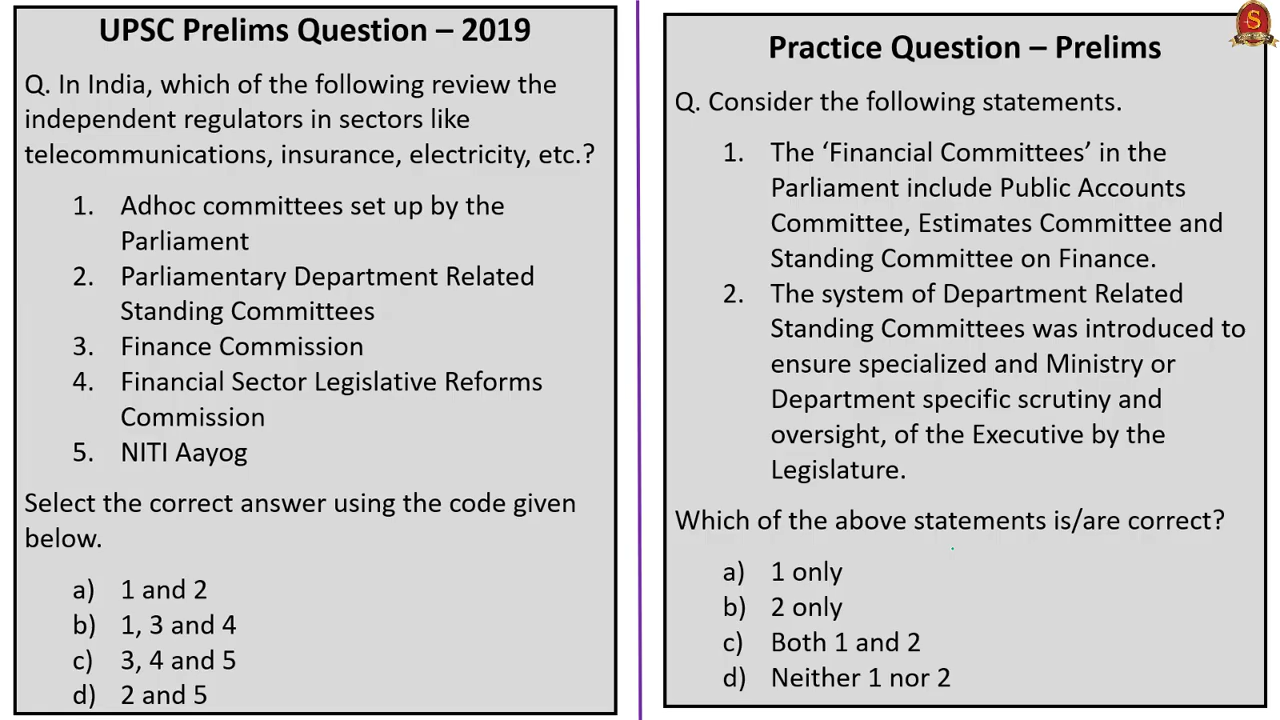 UPSC Prelims Question – 2019
Q. In India, which of the following review the
independent regulators in sectors like
telecommunications, insurance, electricity, etc.?
1. Adhoc committees set up by the
Parliament
2. Parliamentary Department Related
Standing Committees
3. Finance Commission
4. Financial Sector Legislative Reforms
Commission
5. NITI Aayog
Select the correct answer using the code given
below.
a) 1 and 2
b) 1, 3 and 4
c) 3, 4 and 5
d) 2 and 5
Practice Question – Prelims
Q. Consider the following statements.
1. The ‘Financial Committees’ in the
Parliament include Public Accounts
Committee, Estimates Committee and
Standing Committee on Finance.
2. The system of Department Related
Standing Committees was introduced to
ensure specialized and Ministry or
Department specific scrutiny and
oversight, of the Executive by the
Legislature.
Which of the above statements is/are correct?
a) 1 only
b) 2 only
c) Both 1 and 2
d) Neither 1 nor 2
S